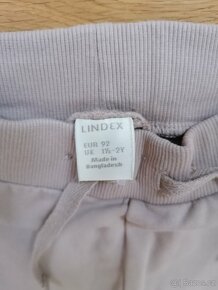 LINDEX
EUR 92
UK 1½-2Y
Made in
Bangladesh